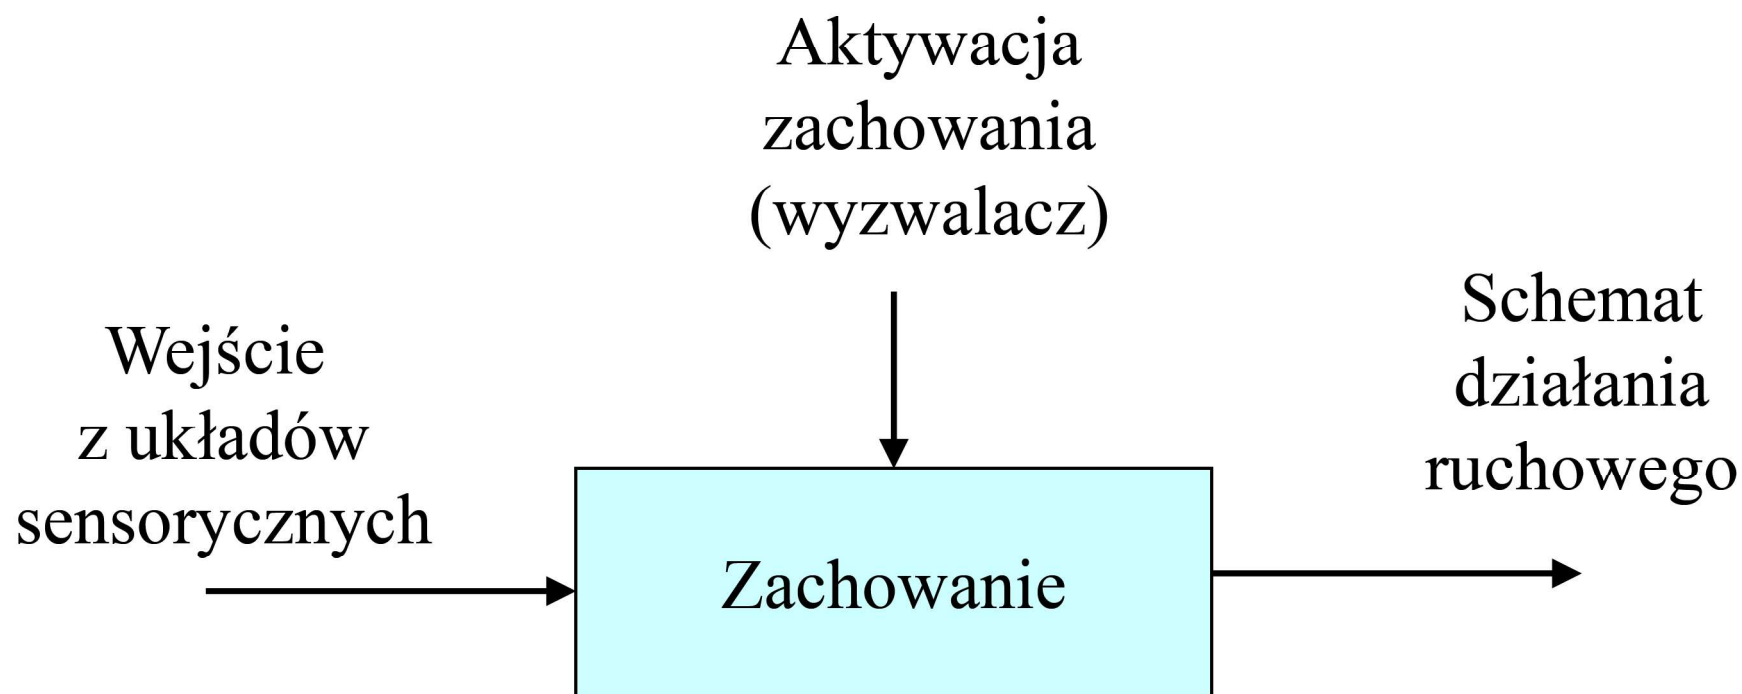 Aktywacja
zachowania
(wyzwalacz)
Wejście
z układów
sensorycznych
Schemat
działania
ruchowego
Zachowanie